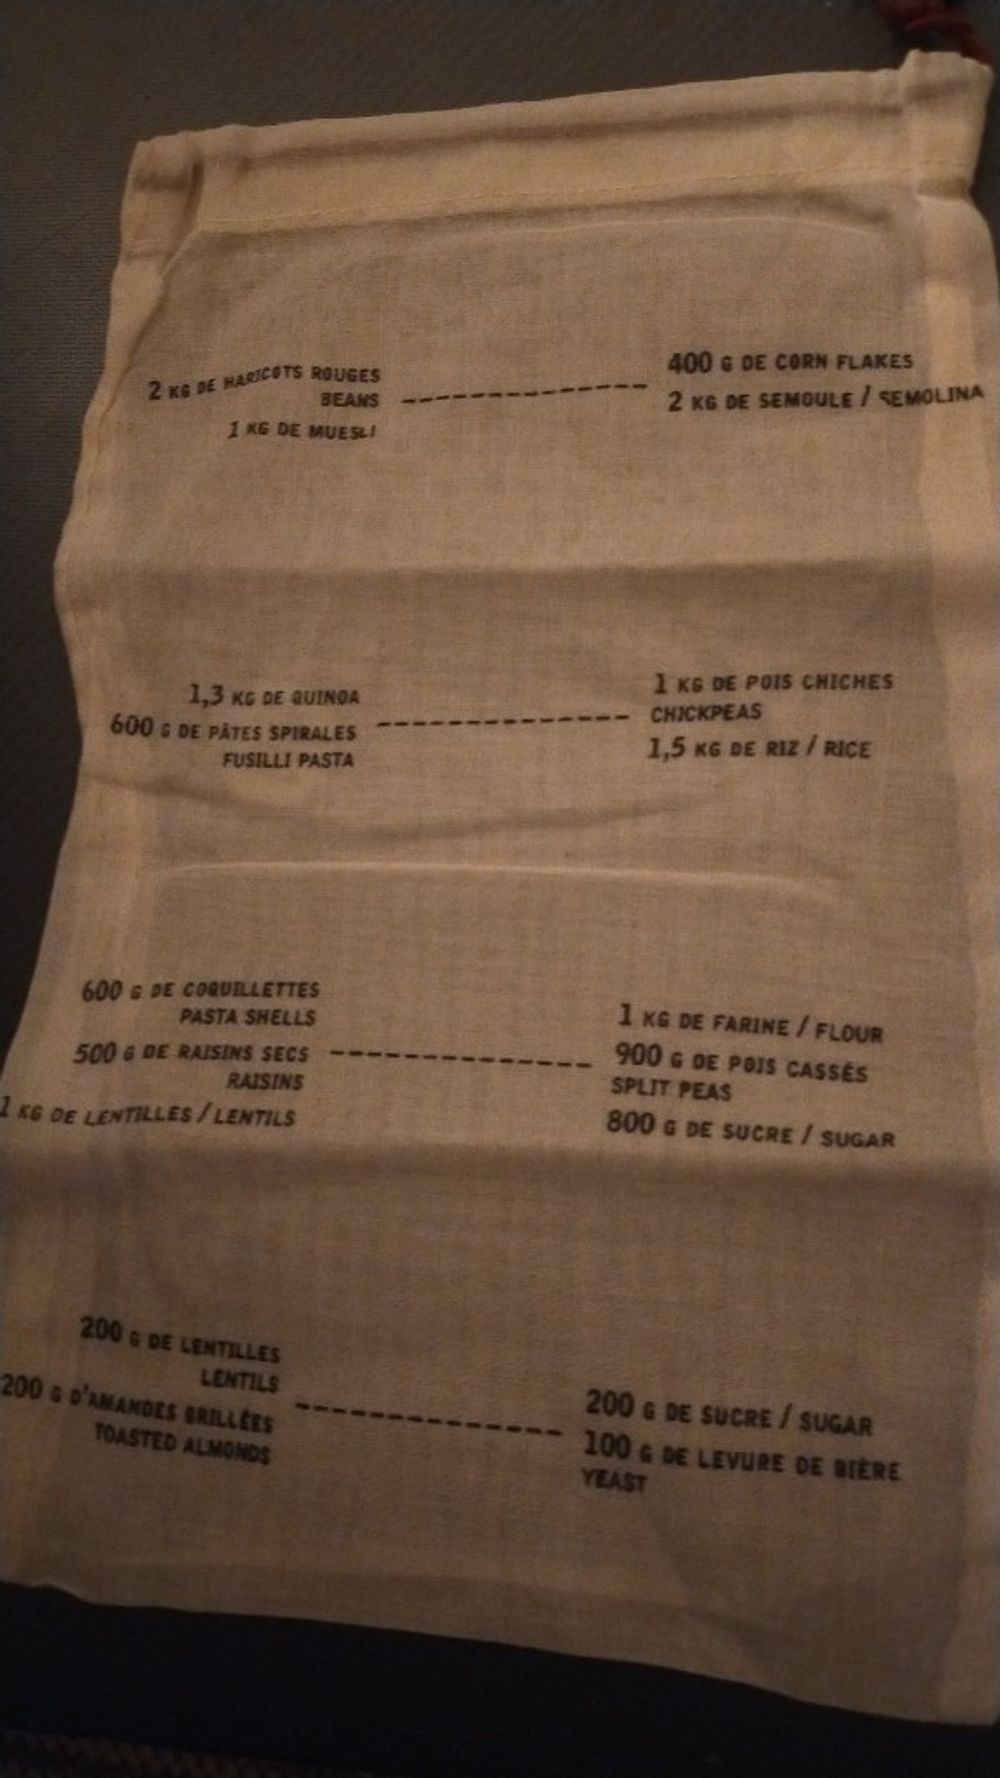 2 KG DE HARICOTS ROUGES
BEANS
1 KG DE MUESLI
400 G DE CORN FLAKES
2 KG DE SEMOULE / SEMOLINA
1,3 KG DE QUINOA
600 G DE PÂTES SPIRALES
FUSILLI PASTA
1 KG DE POIS CHICHES
CHICKPEAS
1,5 KG DE RIZ / RICE
600 G DE COQUILLETTES
PASTA SHELLS
500 G DE RAISINS SECS
RAISINS
1 KG DE LENTILLES / LENTILS
1 KG DE FARINE / FLOUR
900 G DE POIS CASSÉS
SPLIT PEAS
800 G DE SUCRE / SUGAR
200 G DE LENTILLES
LENTILS
200 G D'AMANDES GRILLÉES
TOASTED ALMONDS
200 G DE SUCRE / SUGAR
100 G DE LEVURE DE BIÈRE
YEAST